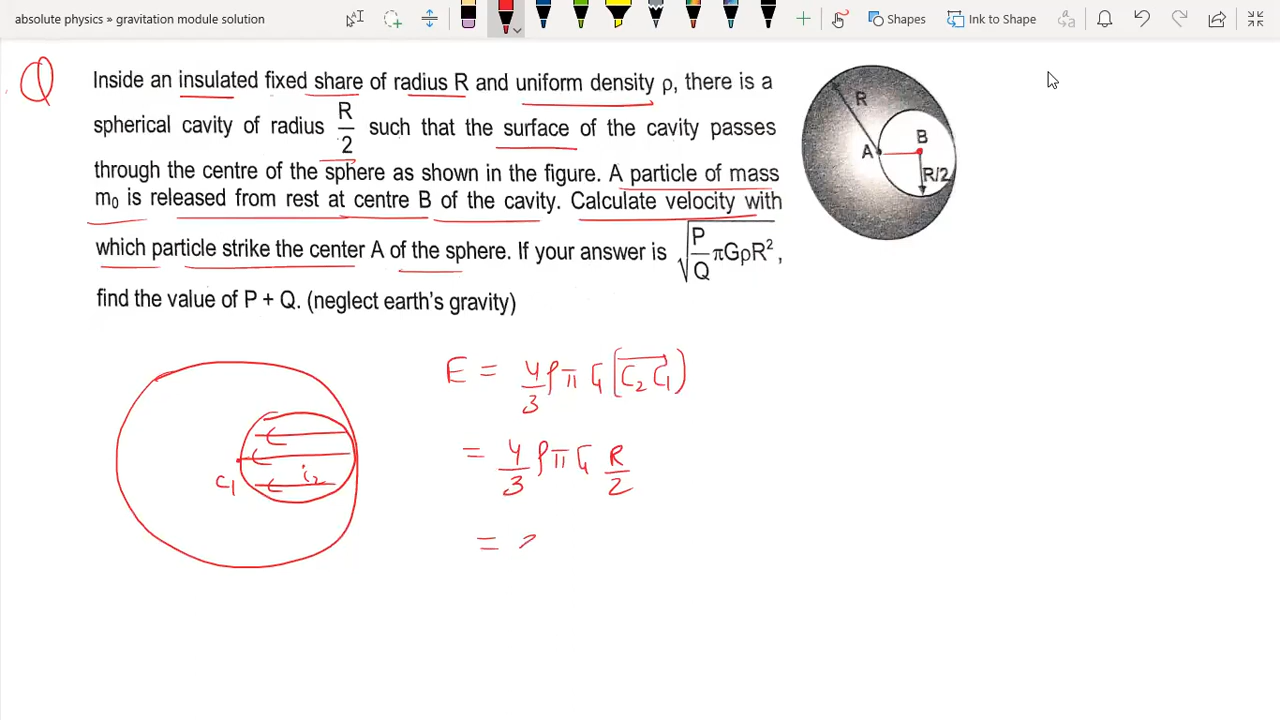 absolute physics » gravitation module solution
Shapes
Ink to Shape
Q
Inside an insulated fixed share of radius R and uniform density ρ, there is a
spherical cavity of radius R/2 such that the surface of the cavity passes
through the centre of the sphere as shown in the figure. A particle of mass
m₀ is released from rest at centre B of the cavity. Calculate velocity with
which particle strike the center A of the sphere. If your answer is √(P/Q πGρR²),
find the value of P + Q. (neglect earth's gravity)
R
A
B
R/2
C₁
C₂
E = 4/3 ρπG (C₂C₁)
= 4/3 ρπG R/2
= 2